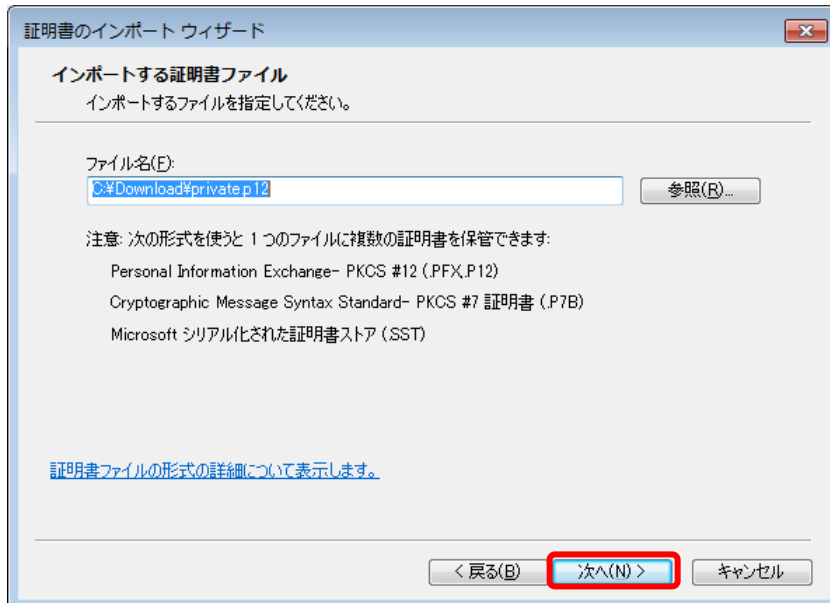 証明書のインポート ウィザード
インポートする証明書ファイル
インポートするファイルを指定してください。
ファイル名(F):
C:¥Download¥private.p12
参照(R)...
注意: 次の形式を使うと 1 つのファイルに複数の証明書を保管できます:
Personal Information Exchange- PKCS #12 (.PFX,.P12)
Cryptographic Message Syntax Standard- PKCS #7 証明書 (.P7B)
Microsoft シリアル化された証明書ストア (.SST)
証明書ファイルの形式の詳細について表示します。
< 戻る(B)
次へ(N) >
キャンセル